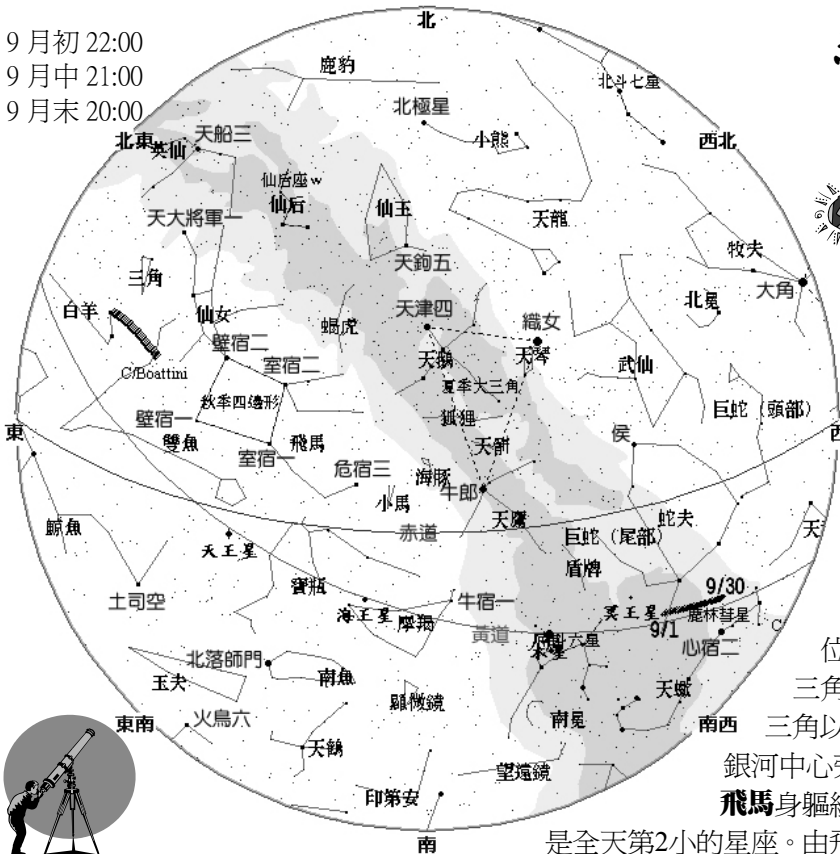 9 月初 22:00
9 月中 21:00
9 月末 20:00
北
鹿豹
北斗七星
北極星
小熊
天船三
北東
英仙
西北
仙后座w
仙后
仙王
天龍
天大將軍一
牧夫
天鉤五
三角
大角
白羊
仙女
北冕
天津四
織女
蝎虎
壁宿二
天鵝
天琴
室宿二
武仙
C/Boattini
夏季大三角
秋季四邊形
巨蛇（頭部）
狐狸
壁宿一
侯
東
西
雙魚
飛馬
天箭
室宿一
危宿三
海豚
牛郎
小馬
天鷹
蛇夫
鯨魚
赤道
巨蛇（尾部）
天
天王星
盾牌
寶瓶
9/30
土司空
牛宿一
海王星
摩羯
冥王星
鹿林彗星
9/1
C
黃道
斗六星
心宿二
北落師門
玉夫
南魚
天蠍
顯微鏡
東南
火鳥六
南冕
南西
天鶴
望遠鏡
印第安
南
位
三角
三角以
銀河中心
飛馬身軀
是全天第2小的星座。由